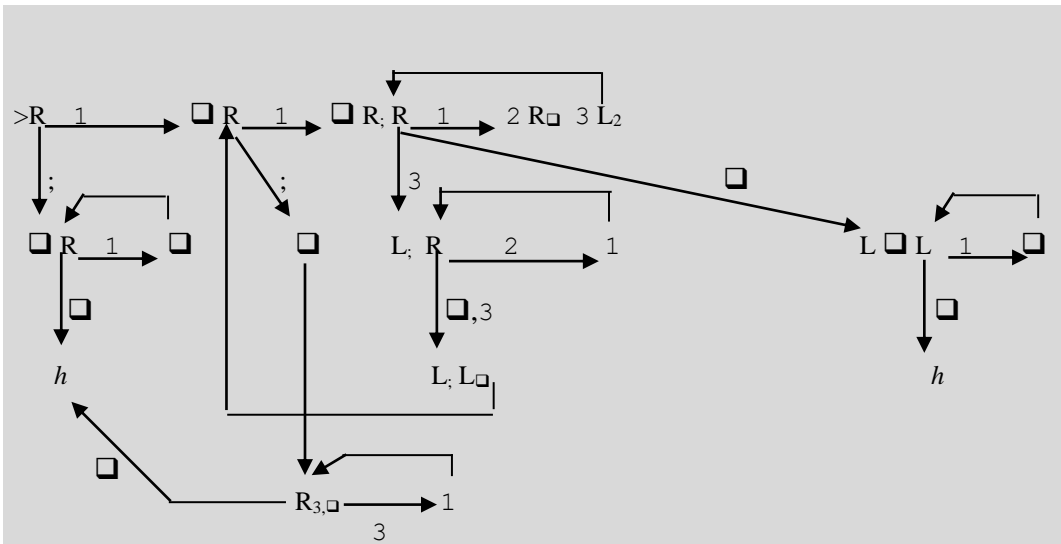 >R 1 ❑ R 1 ❑ R; R 1 2 R❑ 3 L2
; ; 3 ❑
❑ R 1 ❑ ❑ L; R 2 1 L ❑ L 1 ❑
❑ ❑,3 ❑
h L; L❑ h
❑
R3,❑ 1
3